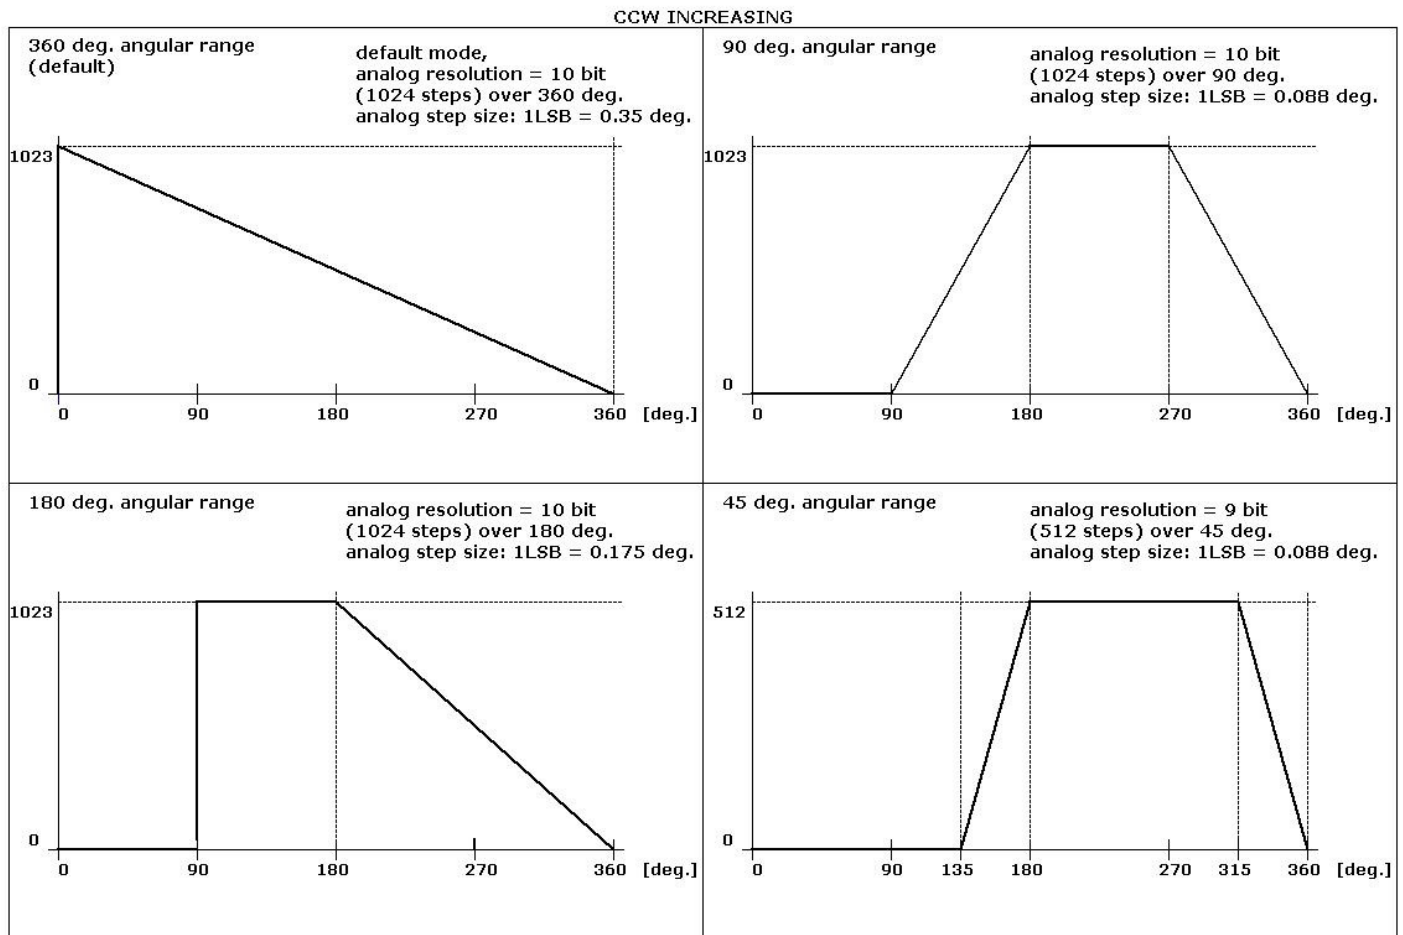 CCW INCREASING
360 deg. angular range
(default)
default mode,
analog resolution = 10 bit
(1024 steps) over 360 deg.
analog step size: 1LSB = 0.35 deg.
1023
0
0 90 180 270 360 [deg.]
90 deg. angular range
analog resolution = 10 bit
(1024 steps) over 90 deg.
analog step size: 1LSB = 0.088 deg.
1023
0
0 90 180 270 360 [deg.]
180 deg. angular range
analog resolution = 10 bit
(1024 steps) over 180 deg.
analog step size: 1LSB = 0.175 deg.
1023
0
0 90 180 270 360 [deg.]
45 deg. angular range
analog resolution = 9 bit
(512 steps) over 45 deg.
analog step size: 1LSB = 0.088 deg.
512
0
0 90 135 180 270 315 360 [deg.]